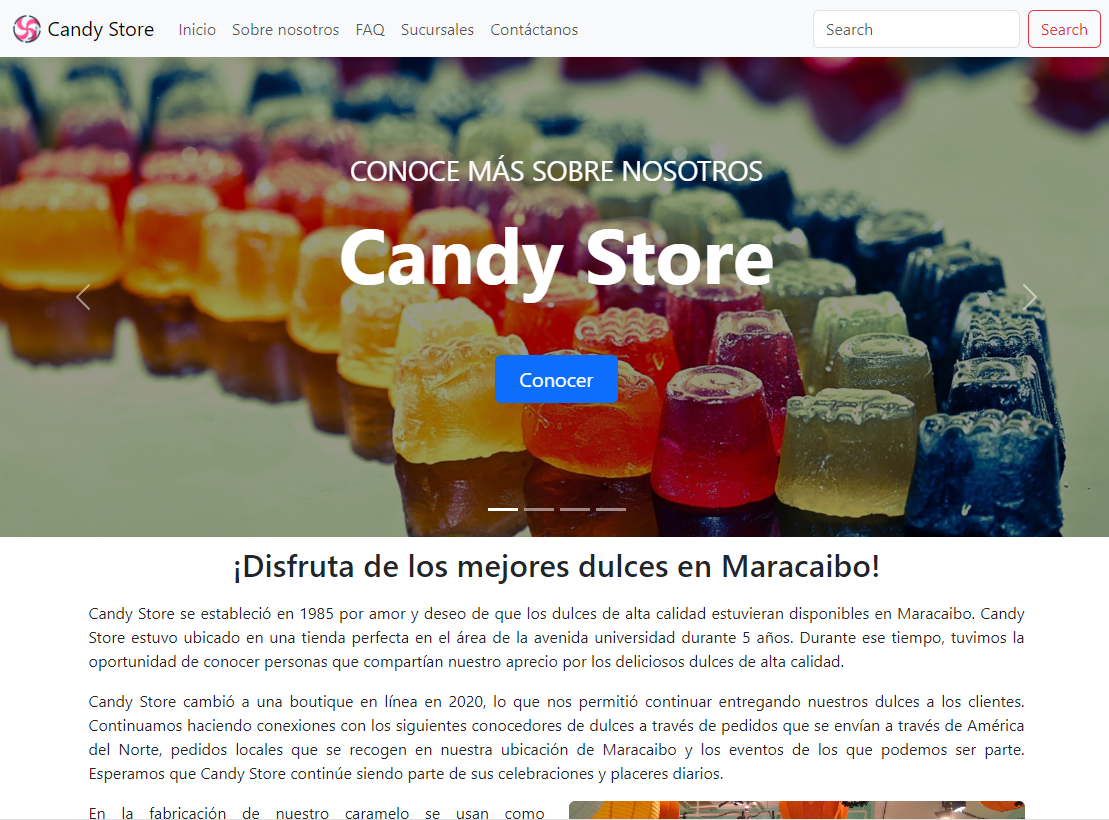 Candy Store Inicio Sobre nosotros FAQ Sucursales Contáctanos Search Search
CONOCE MÁS SOBRE NOSOTROS
Candy Store
Conocer
¡Disfruta de los mejores dulces en Maracaibo!
Candy Store se estableció en 1985 por amor y deseo de que los dulces de alta calidad estuvieran disponibles en Maracaibo. Candy
Store estuvo ubicado en una tienda perfecta en el área de la avenida universidad durante 5 años. Durante ese tiempo, tuvimos la
oportunidad de conocer personas que compartían nuestro aprecio por los deliciosos dulces de alta calidad.
Candy Store cambió a una boutique en línea en 2020, lo que nos permitió continuar entregando nuestros dulces a los clientes.
Continuamos haciendo conexiones con los siguientes conocedores de dulces a través de pedidos que se envían a través de América
del Norte, pedidos locales que se recogen en nuestra ubicación de Maracaibo y los eventos de los que podemos ser parte.
Esperamos que Candy Store continúe siendo parte de sus celebraciones y placeres diarios.
En la fabricación de nuestro caramelo se usan como